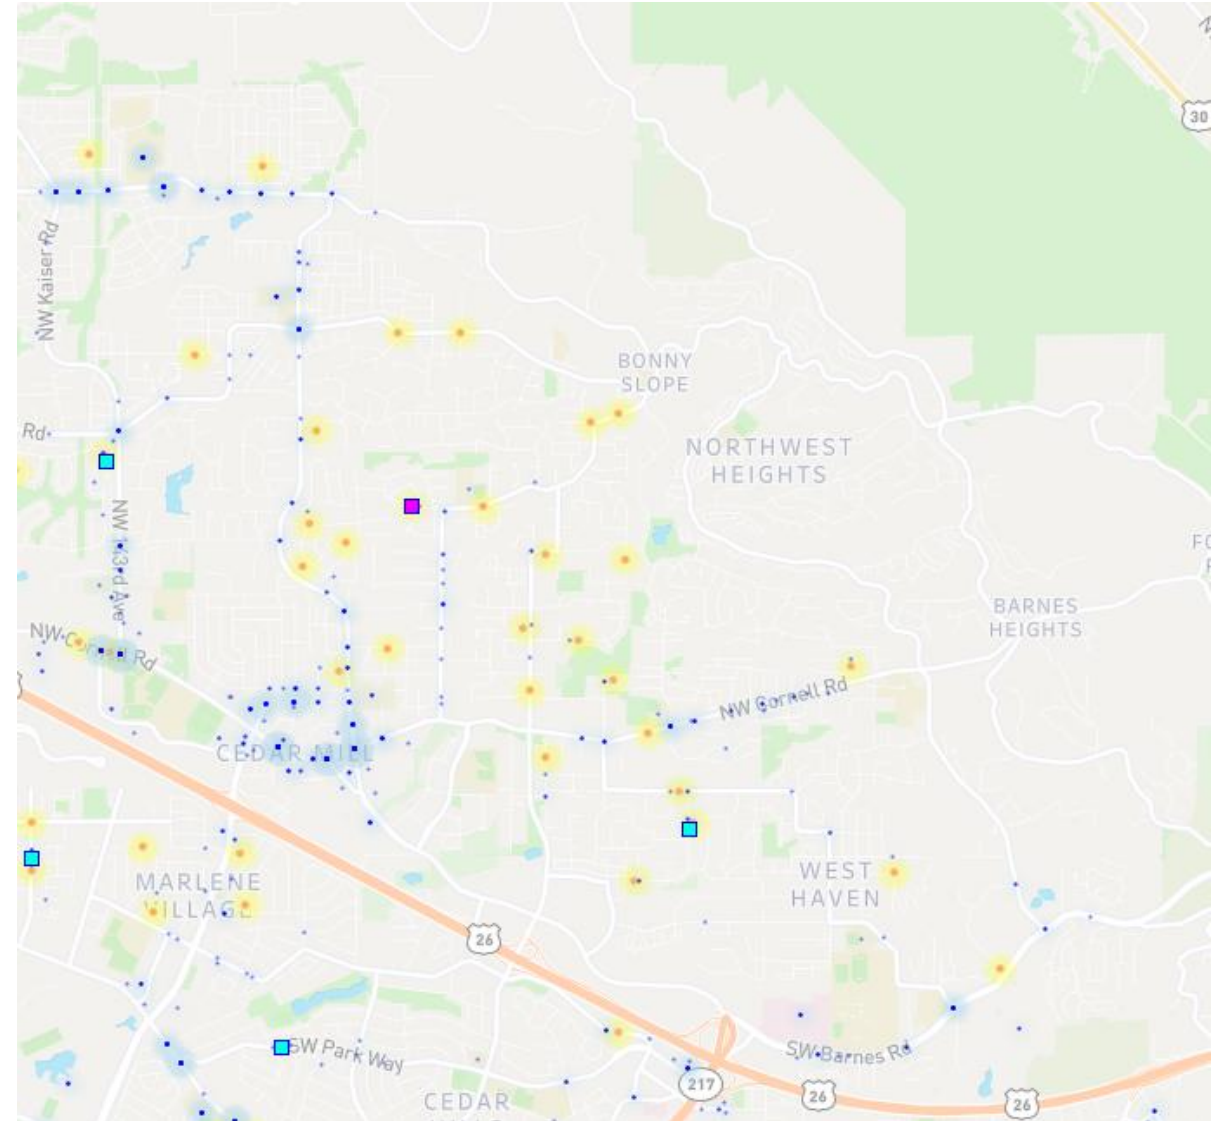 30
NW Kaiser Rd
BONNY
SLOPE
Rd
NORTHWEST
HEIGHTS
NW 143rd Ave
BARNES
HEIGHTS
NW Cornell Rd
NW Cornell Rd
CEDAR MILL
WEST
HAVEN
MARLENE
VILLAGE
26
SW Park Way
SW Barnes Rd
217
26
26
CEDAR